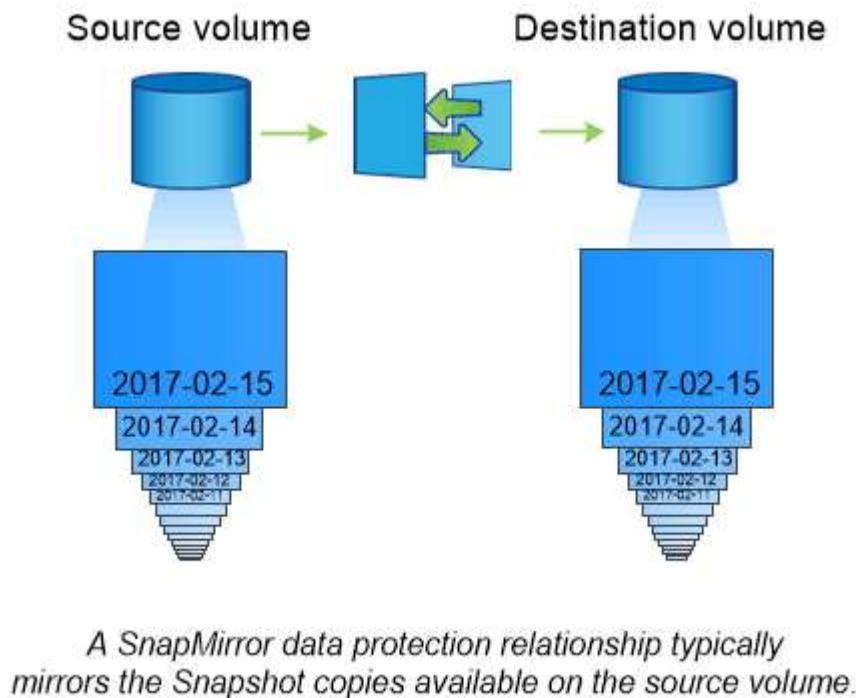 Source volume
Destination volume
2017-02-15
2017-02-14
2017-02-13
2017-02-12
2017-02-11
2017-02-15
2017-02-14
2017-02-13
2017-02-12
2017-02-11
A SnapMirror data protection relationship typically
mirrors the Snapshot copies available on the source volume